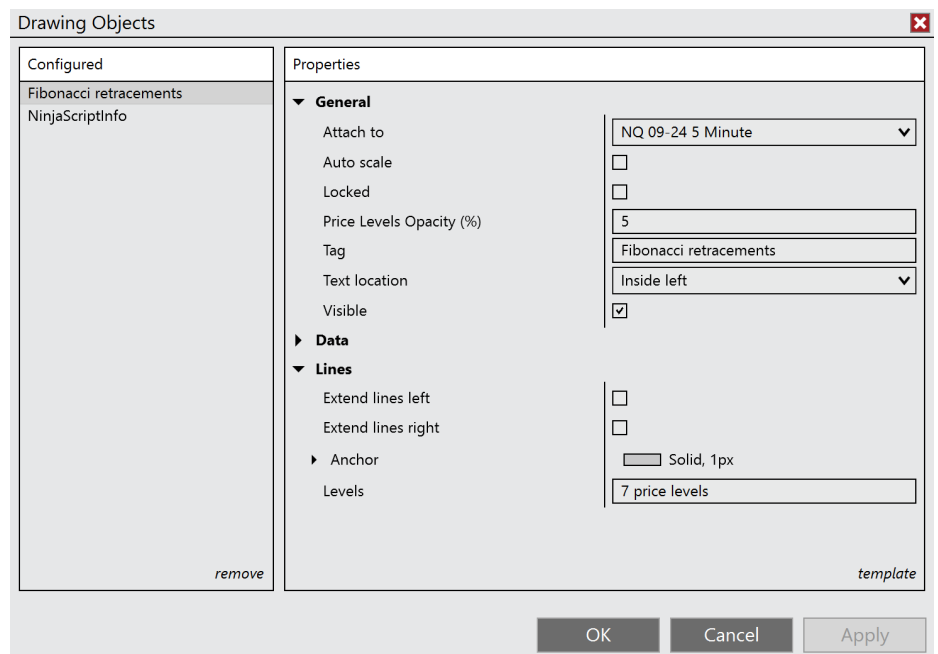 Drawing Objects
Configured
Fibonacci retracements
NinjaScriptInfo
remove
Properties
General
Attach to NQ 09-24 5 Minute
Auto scale
Locked
Price Levels Opacity (%) 5
Tag Fibonacci retracements
Text location Inside left
Visible
Data
Lines
Extend lines left
Extend lines right
Anchor Solid, 1px
Levels 7 price levels
template
OK Cancel Apply